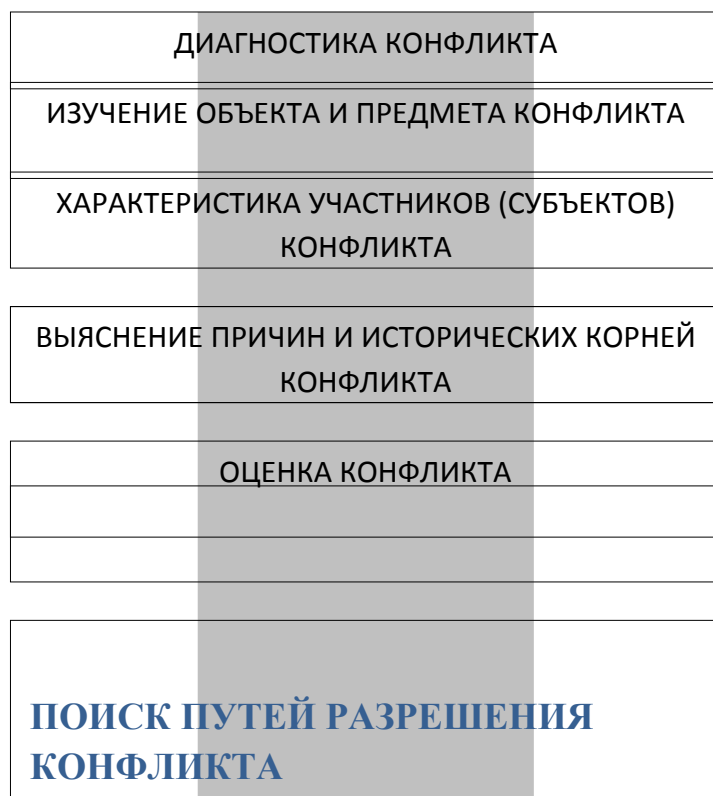 ДИАГНОСТИКА КОНФЛИКТА
ИЗУЧЕНИЕ ОБЪЕКТА И ПРЕДМЕТА КОНФЛИКТА
ХАРАКТЕРИСТИКА УЧАСТНИКОВ (СУБЪЕКТОВ)
КОНФЛИКТА
ВЫЯСНЕНИЕ ПРИЧИН И ИСТОРИЧЕСКИХ КОРНЕЙ
КОНФЛИКТА
ОЦЕНКА КОНФЛИКТА
ПОИСК ПУТЕЙ РАЗРЕШЕНИЯ
КОНФЛИКТА